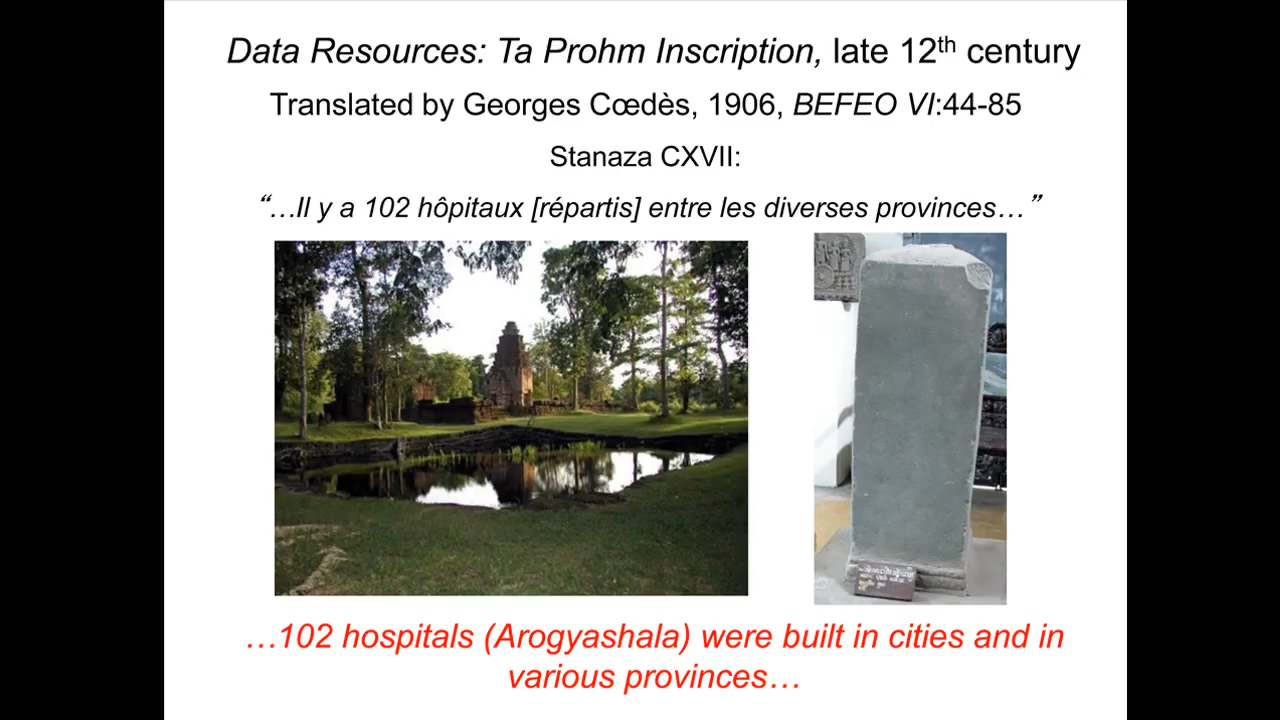 Data Resources: Ta Prohm Inscription, late 12th century
Translated by Georges Cœdès, 1906, BEFEO VI:44-85
Stanaza CXVII:
“…Il y a 102 hôpitaux [répartis] entre les diverses provinces…”
…102 hospitals (Arogyashala) were built in cities and in
various provinces…